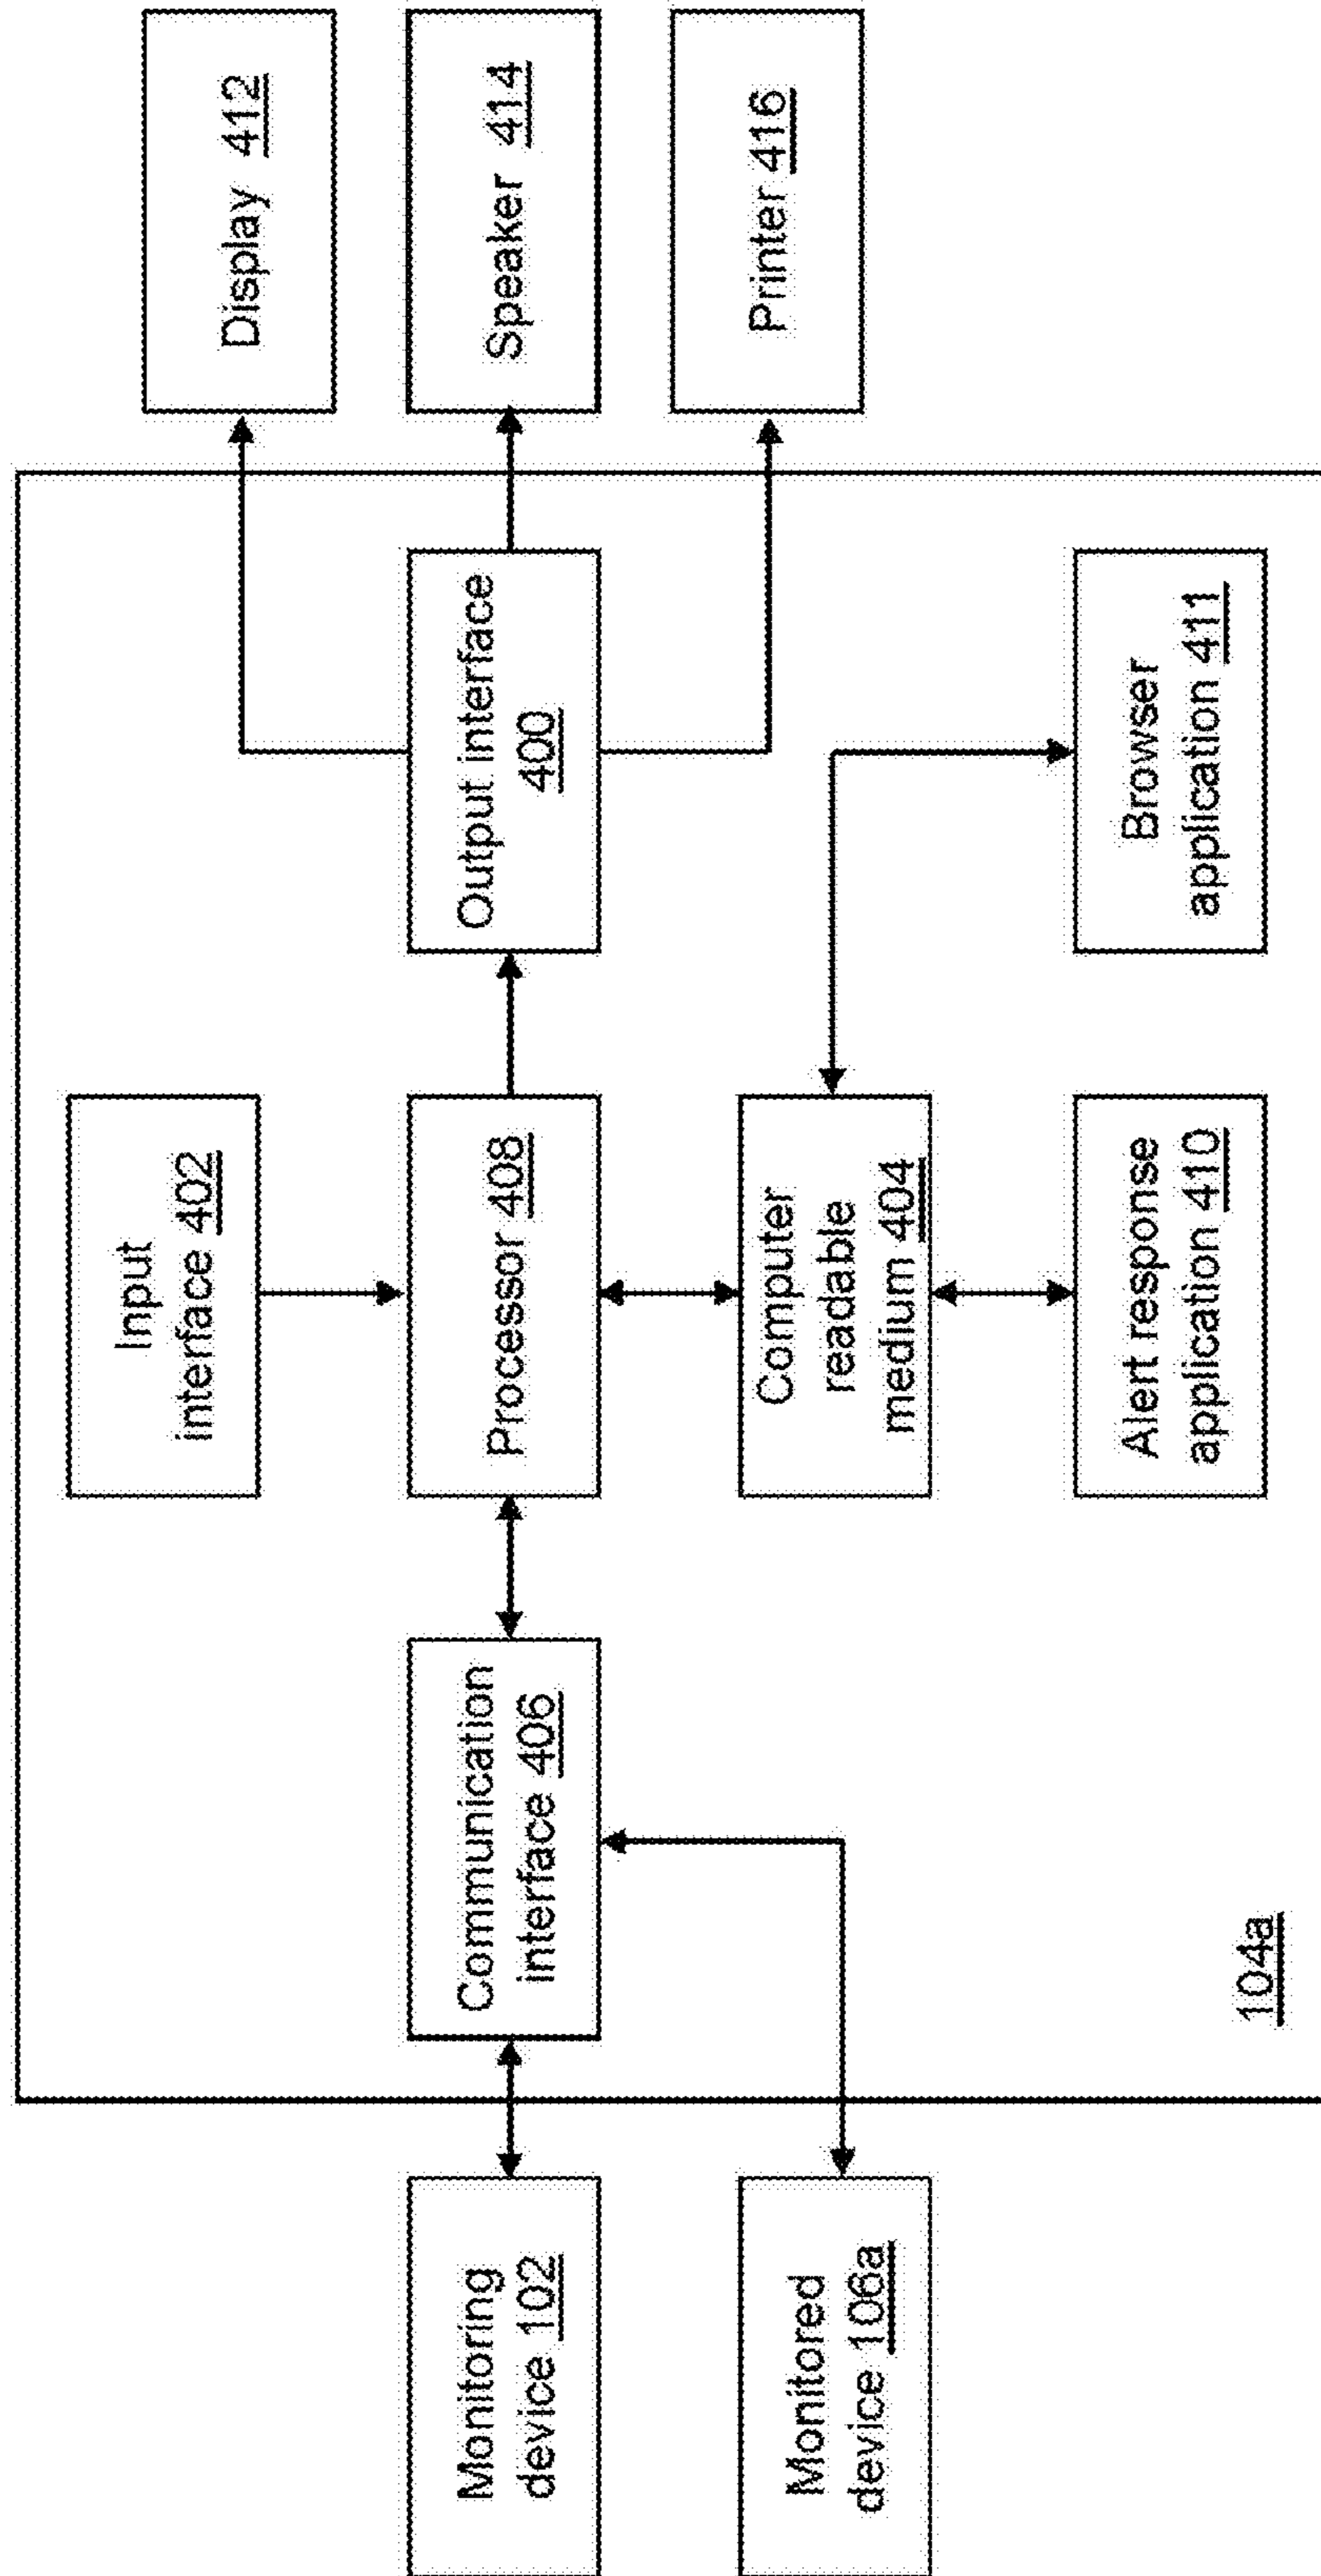 Input
interface 402
Display 412
Monitoring
device 102
Communication
interface 406
Processor 408
Output interface
400
Speaker 414
Printer 416
Monitored
device 106a
Computer
readable
medium 404
Alert response
application 410
Browser
application 411
104a